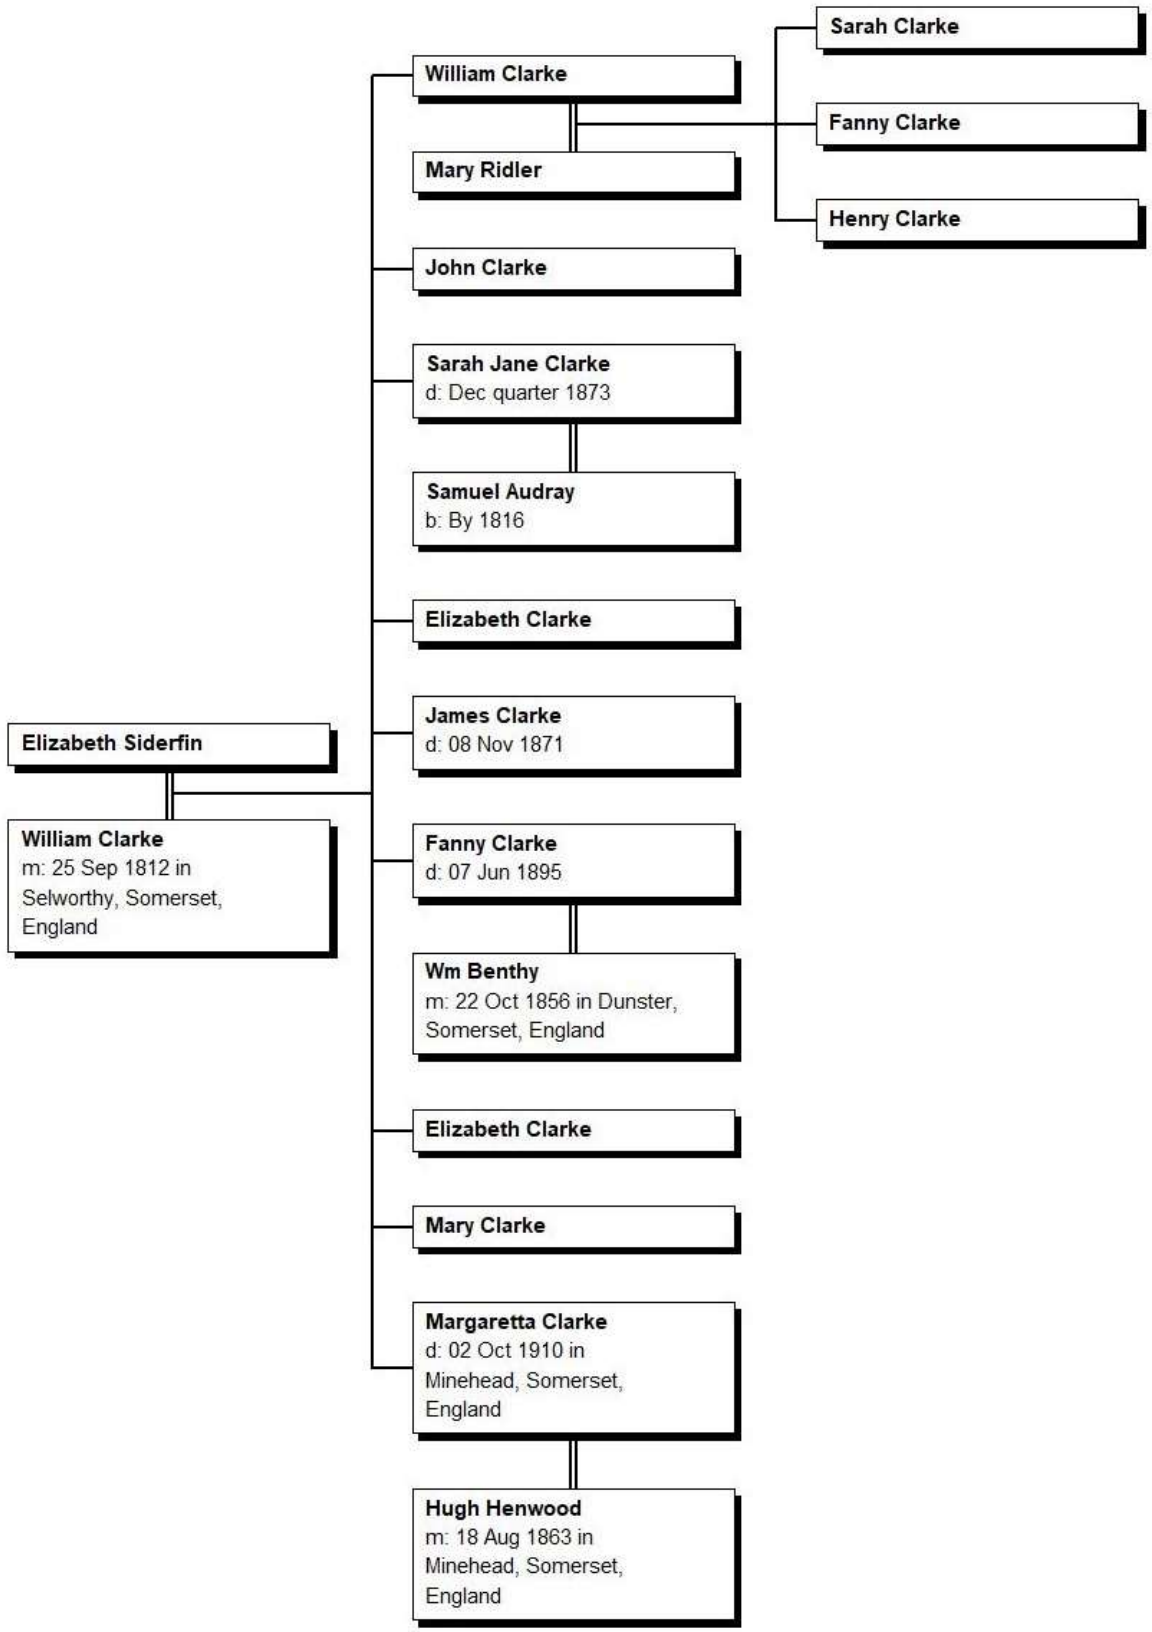 Elizabeth Siderfin
William Clarke
m: 25 Sep 1812 in
Selworthy, Somerset,
England
William Clarke
Mary Ridler
John Clarke
Sarah Jane Clarke
d: Dec quarter 1873
Samuel Audray
b: By 1816
Elizabeth Clarke
James Clarke
d: 08 Nov 1871
Fanny Clarke
d: 07 Jun 1895
Wm Benthy
m: 22 Oct 1856 in Dunster,
Somerset, England
Elizabeth Clarke
Mary Clarke
Margaretta Clarke
d: 02 Oct 1910 in
Minehead, Somerset,
England
Hugh Henwood
m: 18 Aug 1863 in
Minehead, Somerset,
England
Sarah Clarke
Fanny Clarke
Henry Clarke